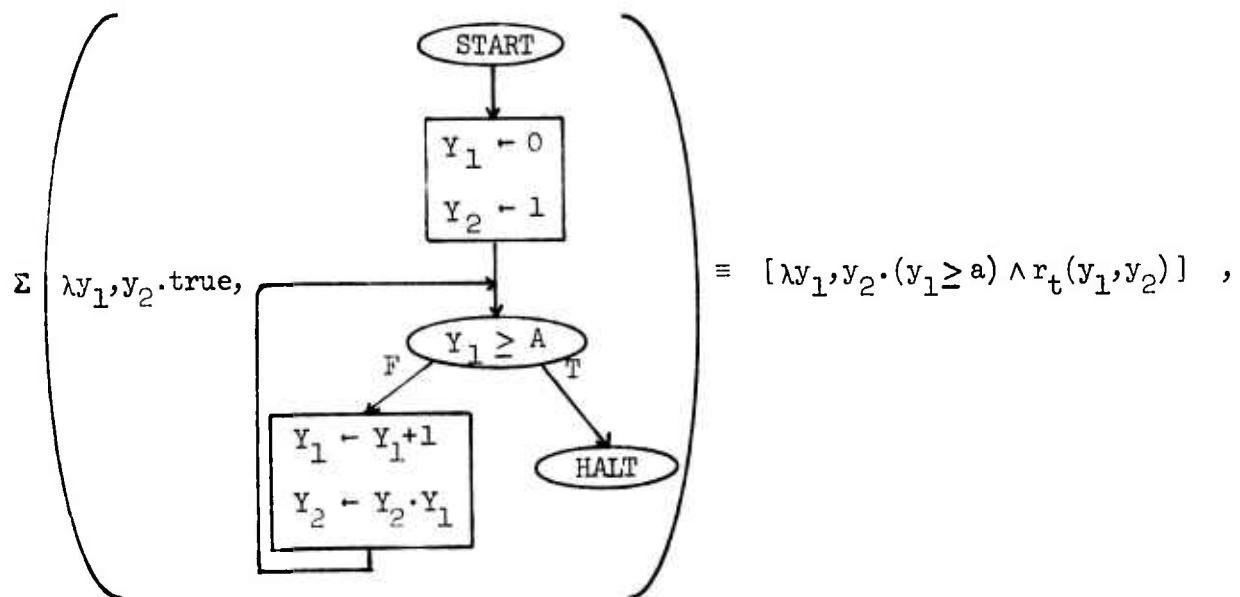 START
Y₁ ← 0
Y₂ ← 1
Σ ( λy₁,y₂.true, ) ≡ [λy₁,y₂.(y₁ ≥ a) ∧ rₜ(y₁,y₂)] ,
Y₁ ≥ A
F T
Y₁ ← Y₁+1
HALT
Y₂ ← Y₂·Y₁